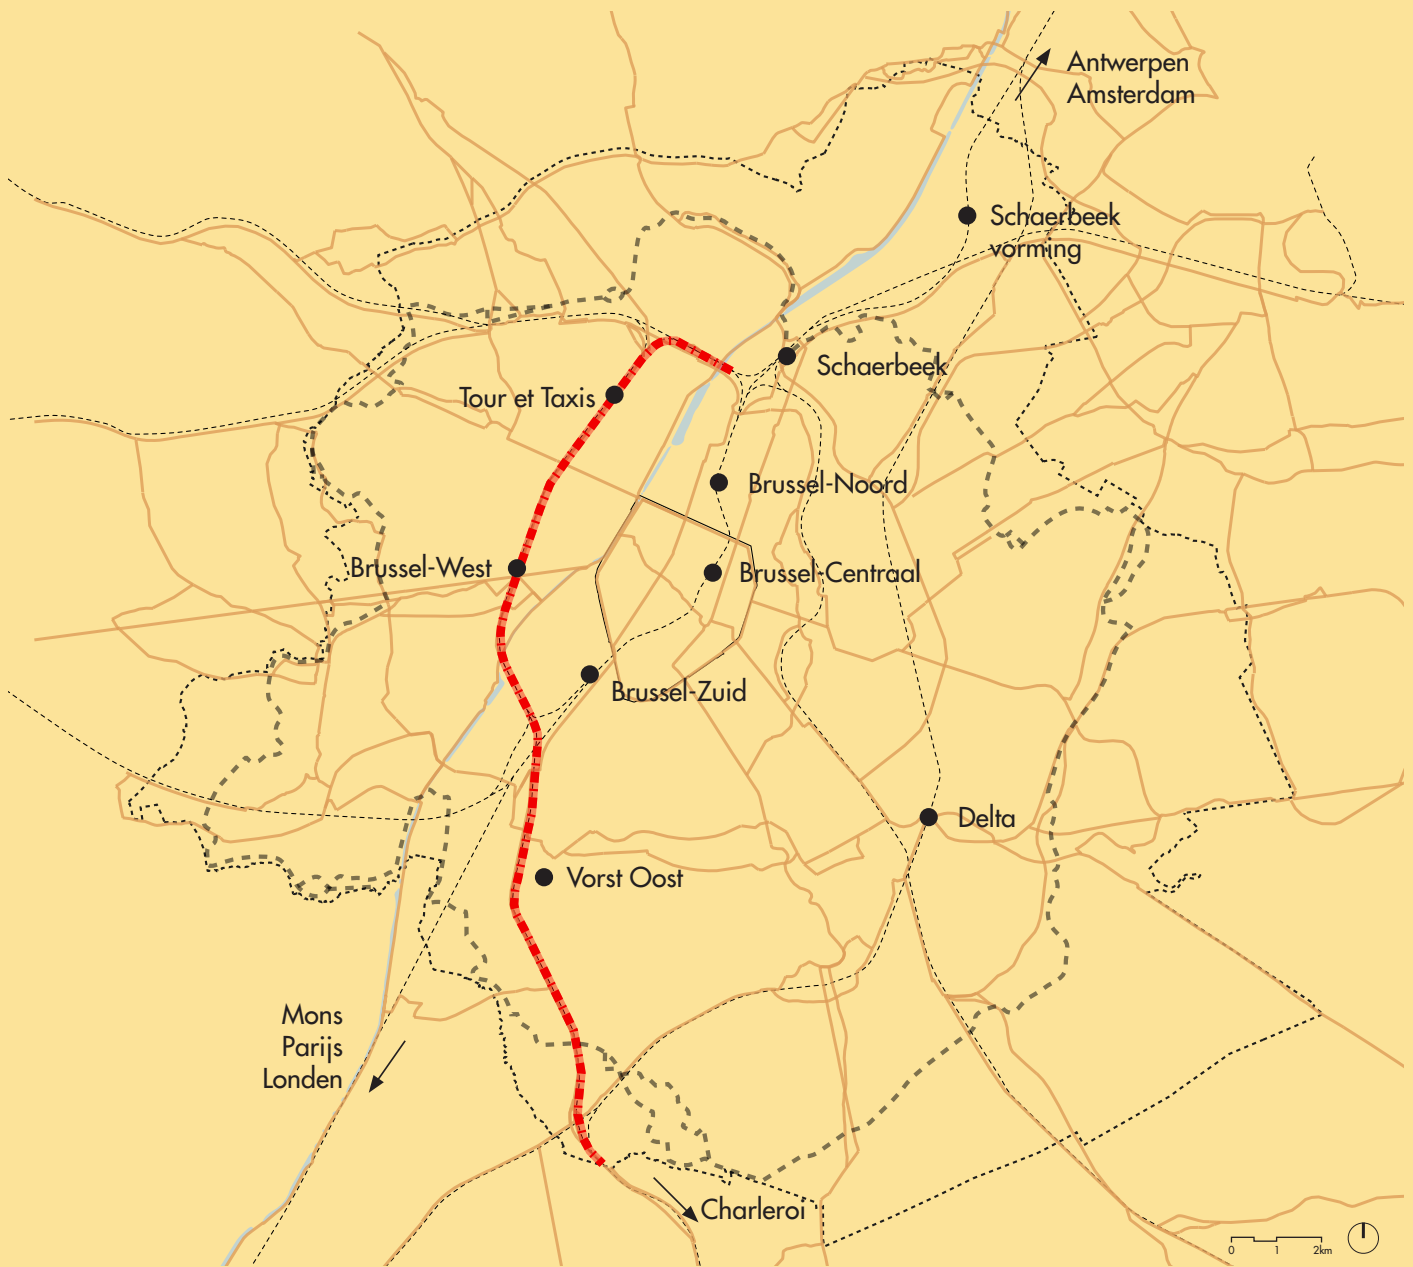 Antwerpen
Amsterdam
Schaerbeek
vorming
Schaerbeek
Tour et Taxis
Brussel-Noord
Brussel-West
Brussel-Centraal
Brussel-Zuid
Delta
Vorst Oost
Mons
Parijs
Londen
Charleroi
0 1 2km